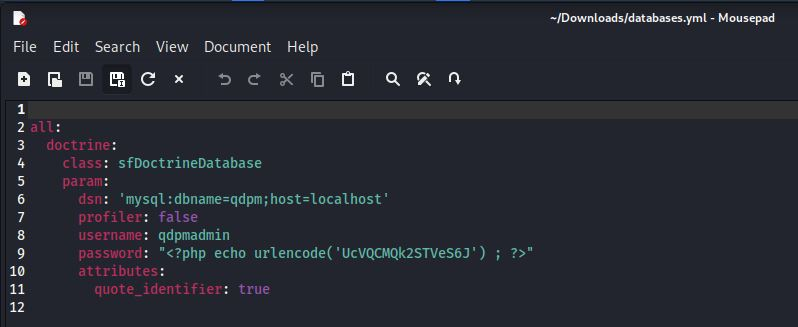 ~/Downloads/databases.yml - Mousepad
File Edit Search View Document Help
1
2 all:
3 doctrine:
4 class: sfDoctrineDatabase
5 param:
6 dsn: 'mysql:dbname=qdpm;host=localhost'
7 profiler: false
8 username: qdpmadmin
9 password: "<?php echo urlencode('UcVQCMQk2STVeS6J') ; ?>"
10 attributes:
11 quote_identifier: true
12